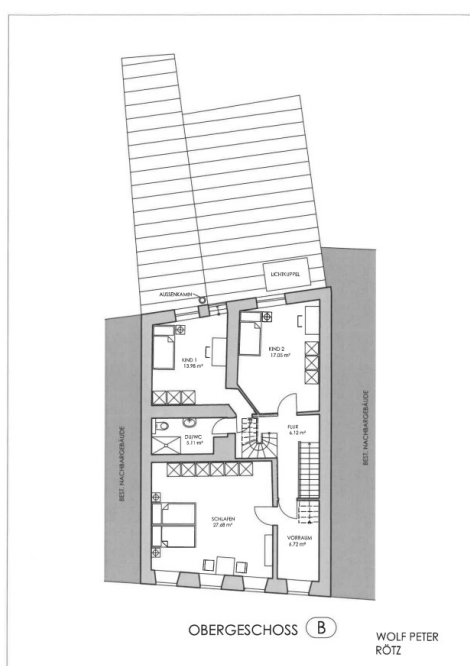 LICHTKUPPEL
AUSSENKAMIN
KIND 1
13.98 m²
KIND 2
17.05 m²
DU/WC
5.11 m²
FLUR
6.12 m²
BEST. NACHBARGEBÄUDE
BEST. NACHBARGEBÄUDE
SCHLAFEN
27.68 m²
VORRAUM
6.72 m²
OBERGESCHOSS B
WOLF PETER
RÖTZ